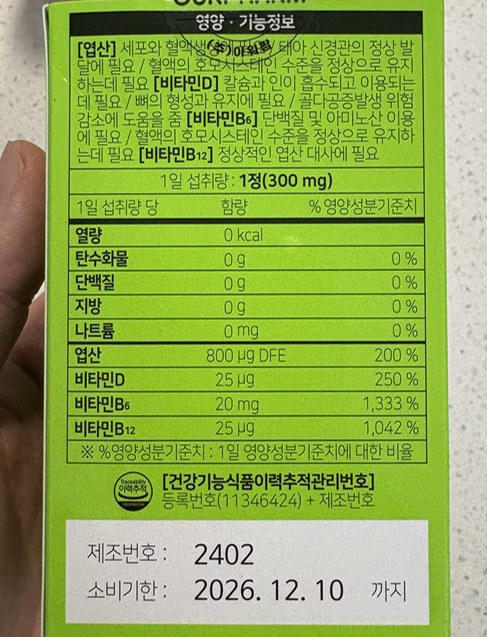 영양 · 기능정보
[엽산] 세포와 혈액생성 태아 신경관의 정상 발
달에 필요 / 혈액의 호모시스테인 수준을 정상으로 유지
하는데 필요 [비타민D] 칼슘과 인이 흡수되고 이용되는
데 필요 / 뼈의 형성과 유지에 필요 / 골다공증발생 위험
감소에 도움을 줌 [비타민B6] 단백질 및 아미노산 이용
에 필요 / 혈액의 호모시스테인 수준을 정상으로 유지하
는데 필요 [비타민B12] 정상적인 엽산 대사에 필요
1일 섭취량 : 1정(300 mg)
1일 섭취량 당 함량 % 영양성분기준치
열량 0 kcal
탄수화물 0 g 0 %
단백질 0 g 0 %
지방 0 g 0 %
나트륨 0 mg 0 %
엽산 800 μg DFE 200 %
비타민D 25 μg 250 %
비타민B6 20 mg 1,333 %
비타민B12 25 μg 1,042 %
※ %영양성분기준치 : 1일 영양성분기준치에 대한 비율
Traceability
이력추적
[건강기능식품이력추적관리번호]
등록번호(11346424) + 제조번호
제조번호 : 2402
소비기한 : 2026. 12. 10 까지